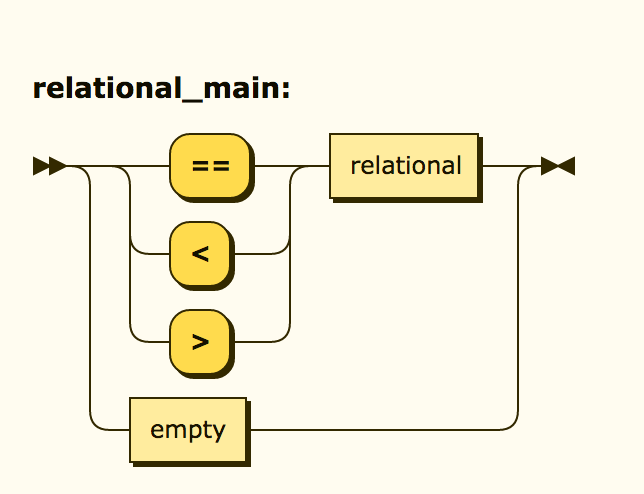 relational_main:
== relational
<
>
empty